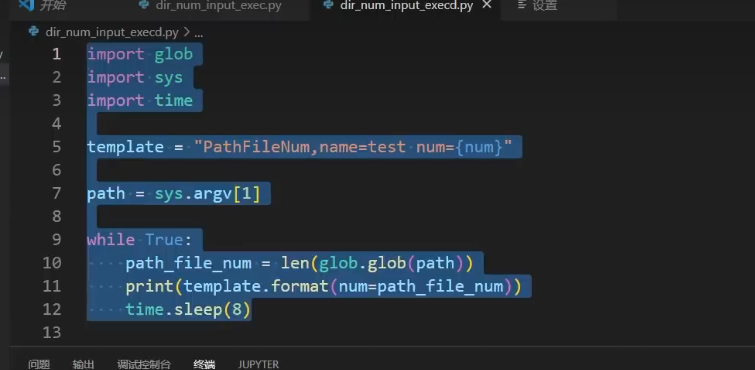 开始
dir_num_input_exec.py
dir_num_input_execd.py
设置
dir_num_input_execd.py > ...
1 import glob
2 import sys
3 import time
4
5 template = "PathFileNum,name=test num={num}"
6
7 path = sys.argv[1]
8
9 while True:
10 path_file_num = len(glob.glob(path))
11 print(template.format(num=path_file_num))
12 time.sleep(8)
13
问题 输出 调试控制台 终端 JUPYTER